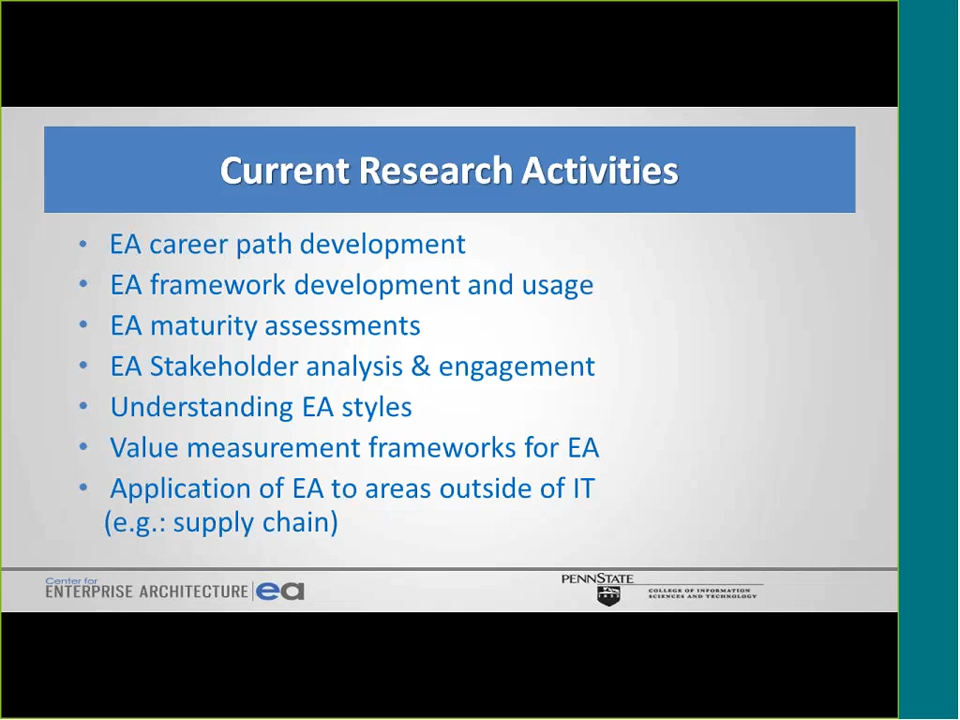 Current Research Activities
• EA career path development
• EA framework development and usage
• EA maturity assessments
• EA Stakeholder analysis & engagement
• Understanding EA styles
• Value measurement frameworks for EA
• Application of EA to areas outside of IT
(e.g.: supply chain)
Center for
ENTERPRISE ARCHITECTURE ea
PENNSTATE
COLLEGE OF INFORMATION
SCIENCES AND TECHNOLOGY